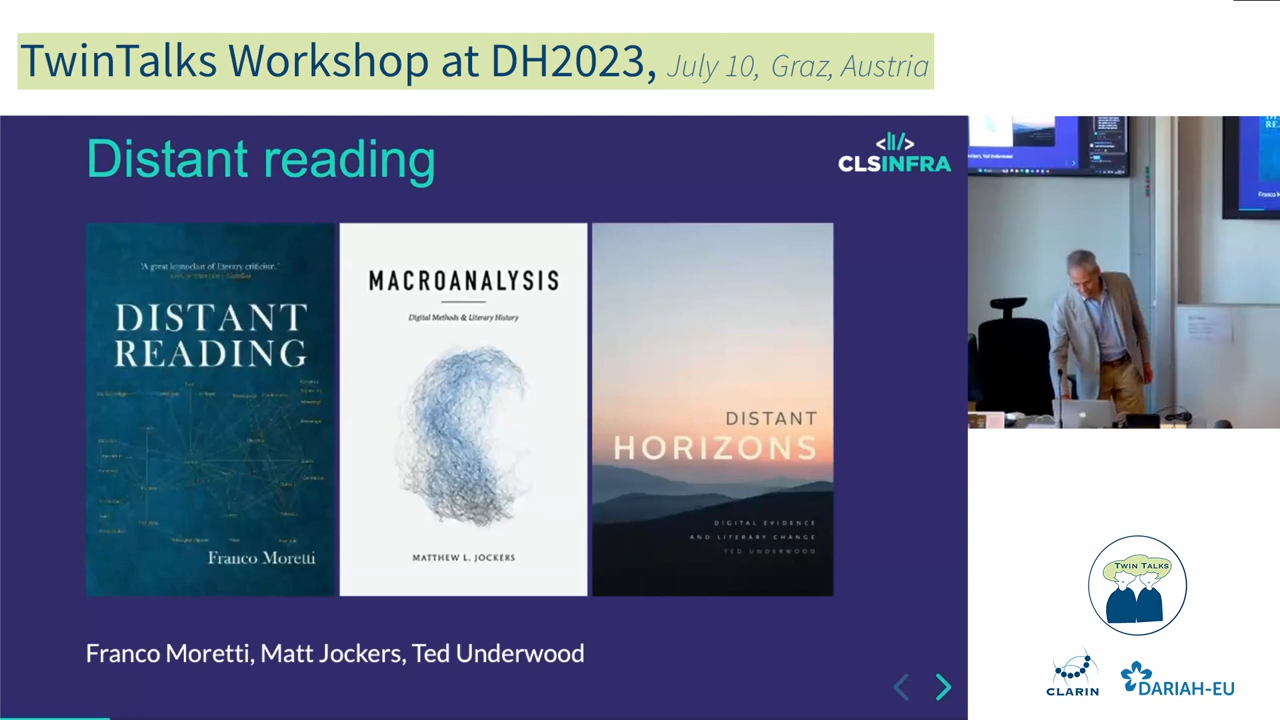 TwinTalks Workshop at DH2023, July 10, Graz, Austria
Distant reading
CLSINFRA
'A great iconoclast of literary criticism.'
DISTANT
READING
Franco Moretti
MACROANALYSIS
Digital Methods & Literary History
MATTHEW L. JOCKERS
DISTANT
HORIZONS
DIGITAL EVIDENCE
AND LITERARY CHANGE
TED UNDERWOOD
Franco Moretti, Matt Jockers, Ted Underwood
TWIN TALKS
CLARIN
DARIAH-EU